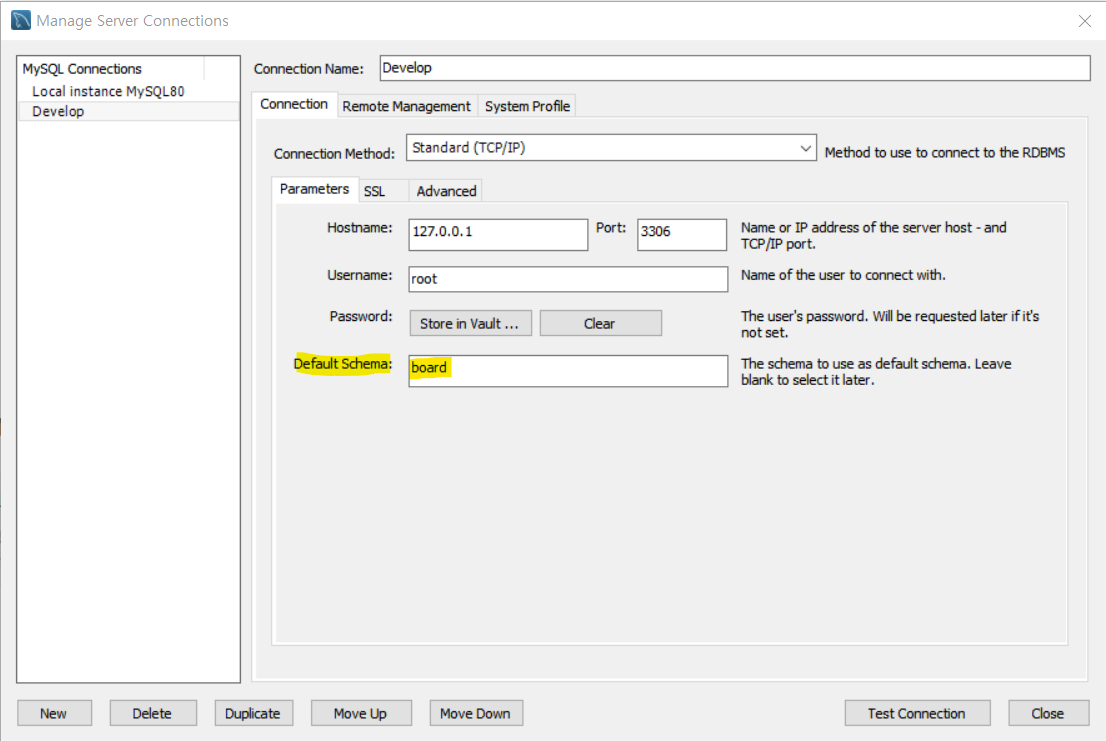 Manage Server Connections
MySQL Connections
Local instance MySQL80
Develop
Connection Name: Develop
Connection Remote Management System Profile
Connection Method: Standard (TCP/IP) Method to use to connect to the RDBMS
Parameters SSL Advanced
Hostname: 127.0.0.1 Port: 3306 Name or IP address of the server host - and
TCP/IP port.
Username: root Name of the user to connect with.
Password: Store in Vault ... Clear The user's password. Will be requested later if it's
not set.
Default Schema: board The schema to use as default schema. Leave
blank to select it later.
New Delete Duplicate Move Up Move Down Test Connection Close